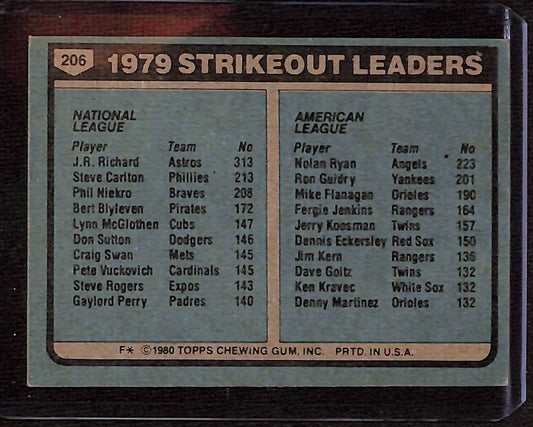 206 1979 STRIKEOUT LEADERS
NATIONAL
LEAGUE
Player Team No
J.R. Richard Astros 313
Steve Carlton Phillies 213
Phil Niekro Braves 208
Bert Blyleven Pirates 172
Lynn McGlothen Cubs 147
Don Sutton Dodgers 146
Craig Swan Mets 145
Pete Vuckovich Cardinals 145
Steve Rogers Expos 143
Gaylord Perry Padres 140
AMERICAN
LEAGUE
Player Team No
Nolan Ryan Angels 223
Ron Guidry Yankees 201
Mike Flanagan Orioles 190
Fergie Jenkins Rangers 164
Jerry Koosman Twins 157
Dennis Eckersley Red Sox 150
Jim Kern Rangers 136
Dave Goltz Twins 132
Ken Kravec White Sox 132
Denny Martinez Orioles 132
F* ©1980 TOPPS CHEWING GUM, INC. PRTD. IN U.S.A.